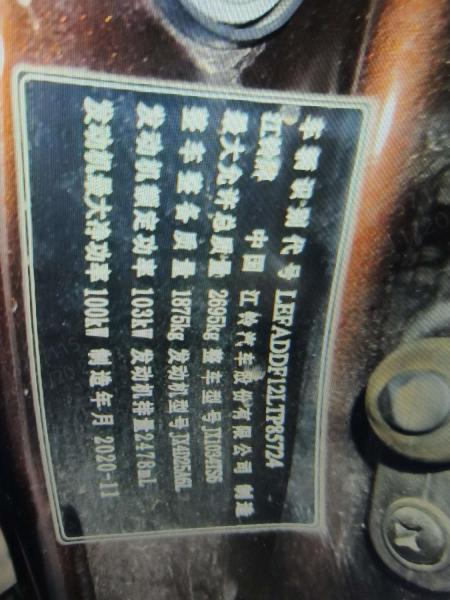 车辆识别代号 LEFADDF12LTP85724
江铃牌 中国 江铃汽车股份有限公司 制造
最大允许总质量 2695kg 整车型号
整车整备质量 1875kg 发动机型号
发动机额定功率 103kW 发动机排量
发动机最大净功率 100kW 制造年月 2020-11